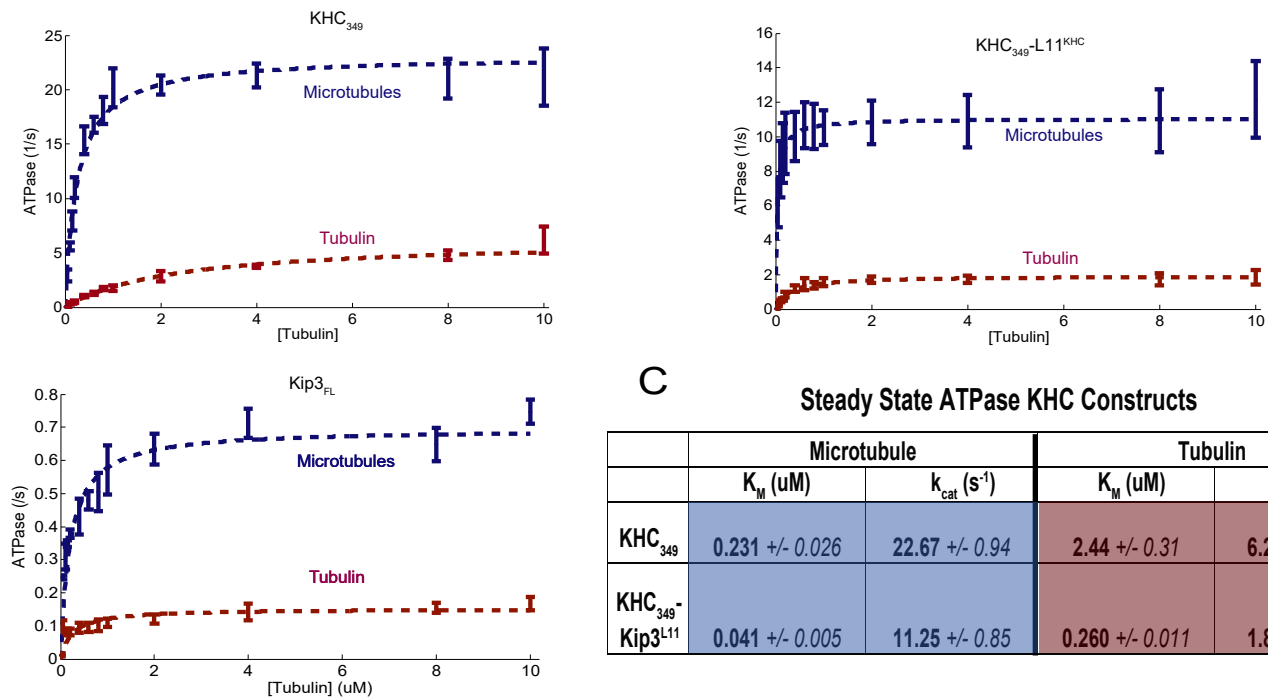 KHC349
25
20
15
10
5
0
ATPase (1/s)
Microtubules
Tubulin
0 2 4 6 8 10
[Tubulin]
KHC349-L11KHC
16
14
12
10
8
6
4
2
0
ATPase (1/s)
Microtubules
Tubulin
0 2 4 6 8 10
[Tubulin]
Kip3FL
0.8
0.7
0.6
0.5
0.4
0.3
0.2
0.1
0
ATPase (/s)
Microtubules
Tubulin
0 2 4 6 8 10
[Tubulin] (uM)
C
Steady State ATPase KHC Constructs
Microtubule Tubulin
KM (uM) kcat (s-1) KM (uM)
KHC349 0.231 +/- 0.026 22.67 +/- 0.94 2.44 +/- 0.31 6.2
KHC349-
Kip3L11 0.041 +/- 0.005 11.25 +/- 0.85 0.260 +/- 0.011 1.8